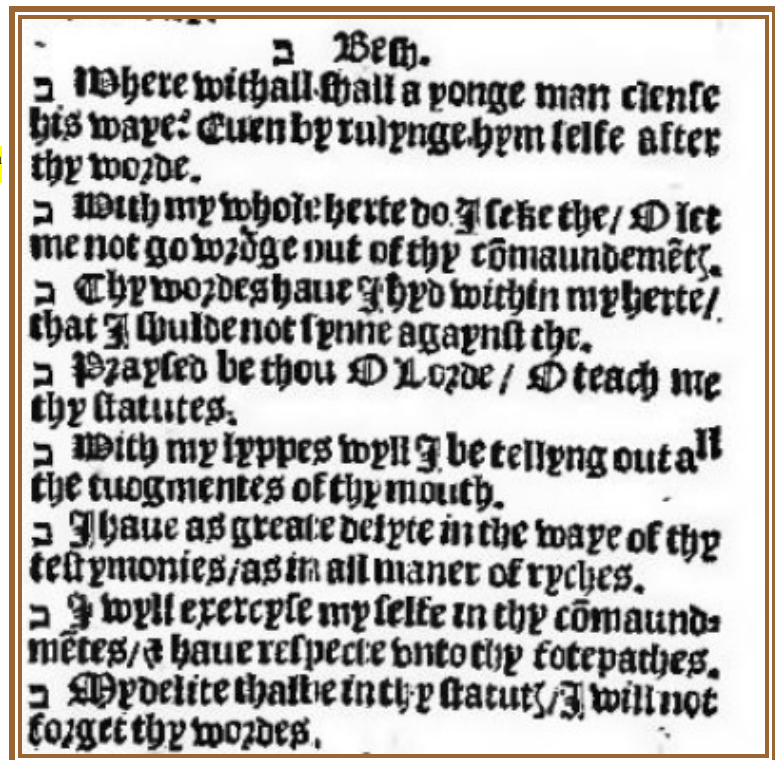 ב Beth.
ב Where withall shall a yonge man clense
his waye? Euen by rulynge hym selfe after
thy worde.
ב With my whole herte do I seke the/ O let
me not go wrõge out of thy cõmaundemẽtꝭ.
ב Thy wordes haue I hyd within my herte/
that I shulde not synne agaynst the.
ב Praysed be thou O Lorde/ O teach me
thy statutes.
ב With my lyppes wyll I be tellyng out all
the iuogmentes of thy mouth.
ב I haue as greate delyte in the waye of thy
testymonies/as in all maner of ryches.
ב I wyll exercyse my selfe in thy cõmaund-
mẽtes/⁊ haue respecte vnto thy fotepathes.
ב My delite shalbe in thy statutꝭ/I will not
forget thy wordes.